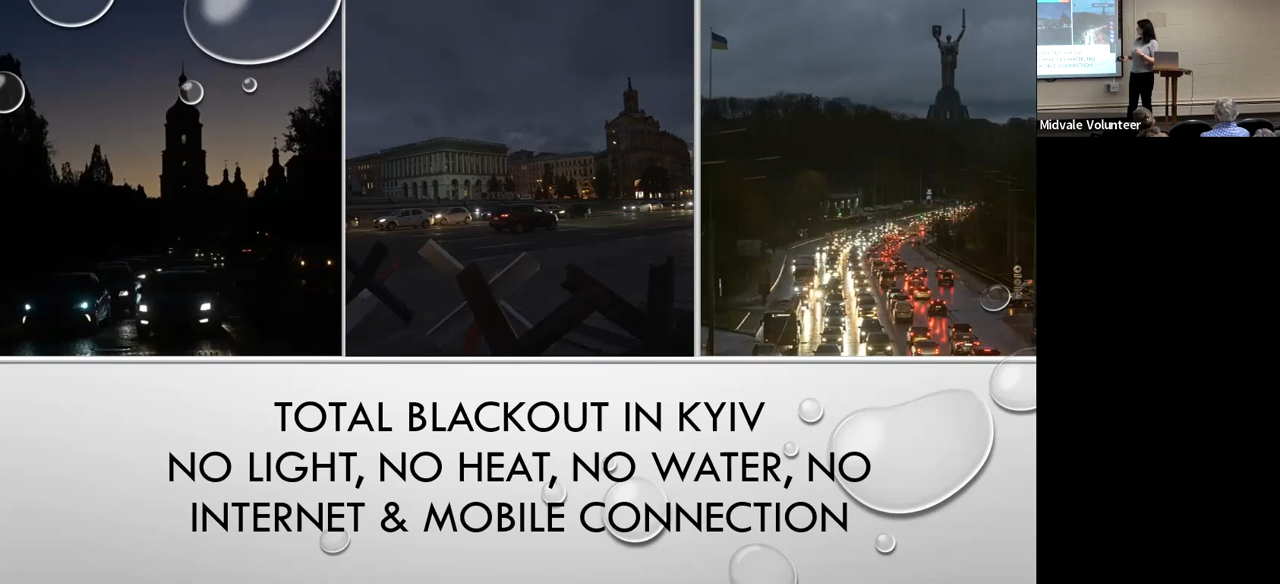 TOTAL BLACKOUT IN KYIV
NO LIGHT, NO HEAT, NO WATER, NO
INTERNET & MOBILE CONNECTION
Midvale Volunteer